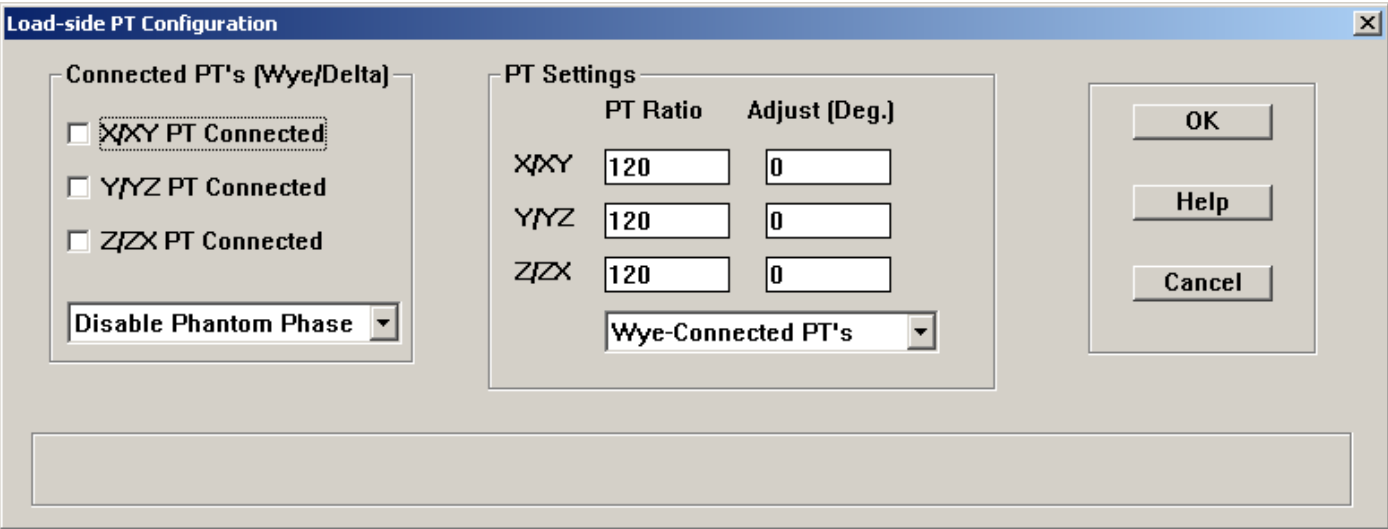 Load-side PT Configuration
Connected PT's (Wye/Delta)
X/XY PT Connected
Y/YZ PT Connected
Z/ZX PT Connected
Disable Phantom Phase
PT Settings
PT Ratio Adjust (Deg.)
X/XY 120 0
Y/YZ 120 0
Z/ZX 120 0
Wye-Connected PT's
OK
Help
Cancel